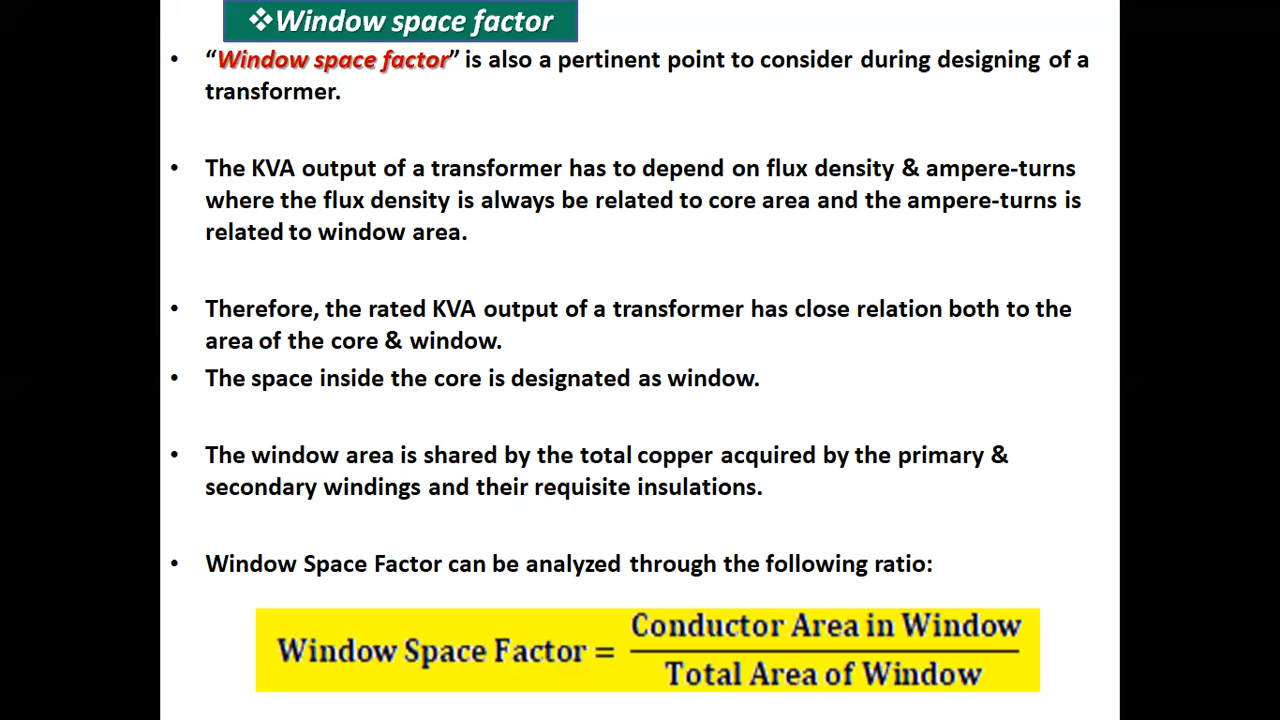 ❖Window space factor
• “Window space factor” is also a pertinent point to consider during designing of a
transformer.
• The KVA output of a transformer has to depend on flux density & ampere-turns
where the flux density is always be related to core area and the ampere-turns is
related to window area.
• Therefore, the rated KVA output of a transformer has close relation both to the
area of the core & window.
• The space inside the core is designated as window.
• The window area is shared by the total copper acquired by the primary &
secondary windings and their requisite insulations.
• Window Space Factor can be analyzed through the following ratio:
Conductor Area in Window
Window Space Factor =
Total Area of Window